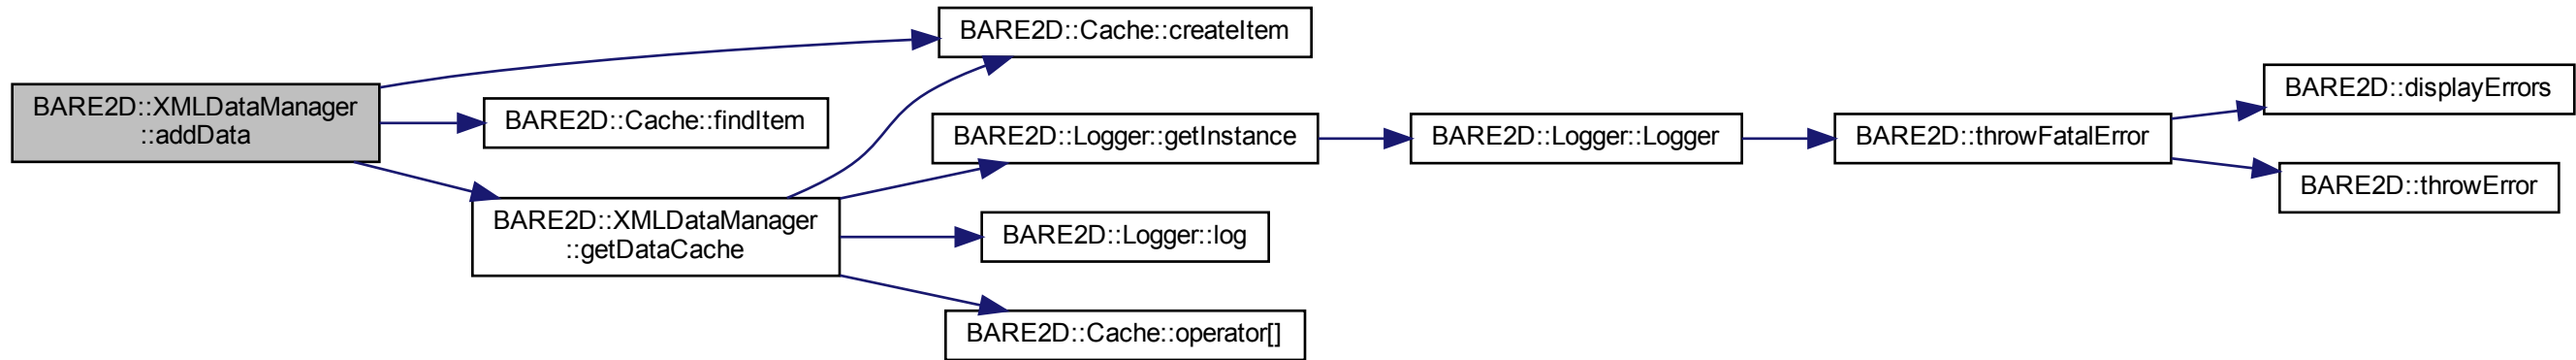 BARE2D::XMLDataManager
::addData
BARE2D::Cache::createItem
BARE2D::Cache::findItem
BARE2D::XMLDataManager
::getDataCache
BARE2D::Logger::getInstance
BARE2D::Logger::log
BARE2D::Cache::operator[]
BARE2D::Logger::Logger
BARE2D::throwFatalError
BARE2D::displayErrors
BARE2D::throwError